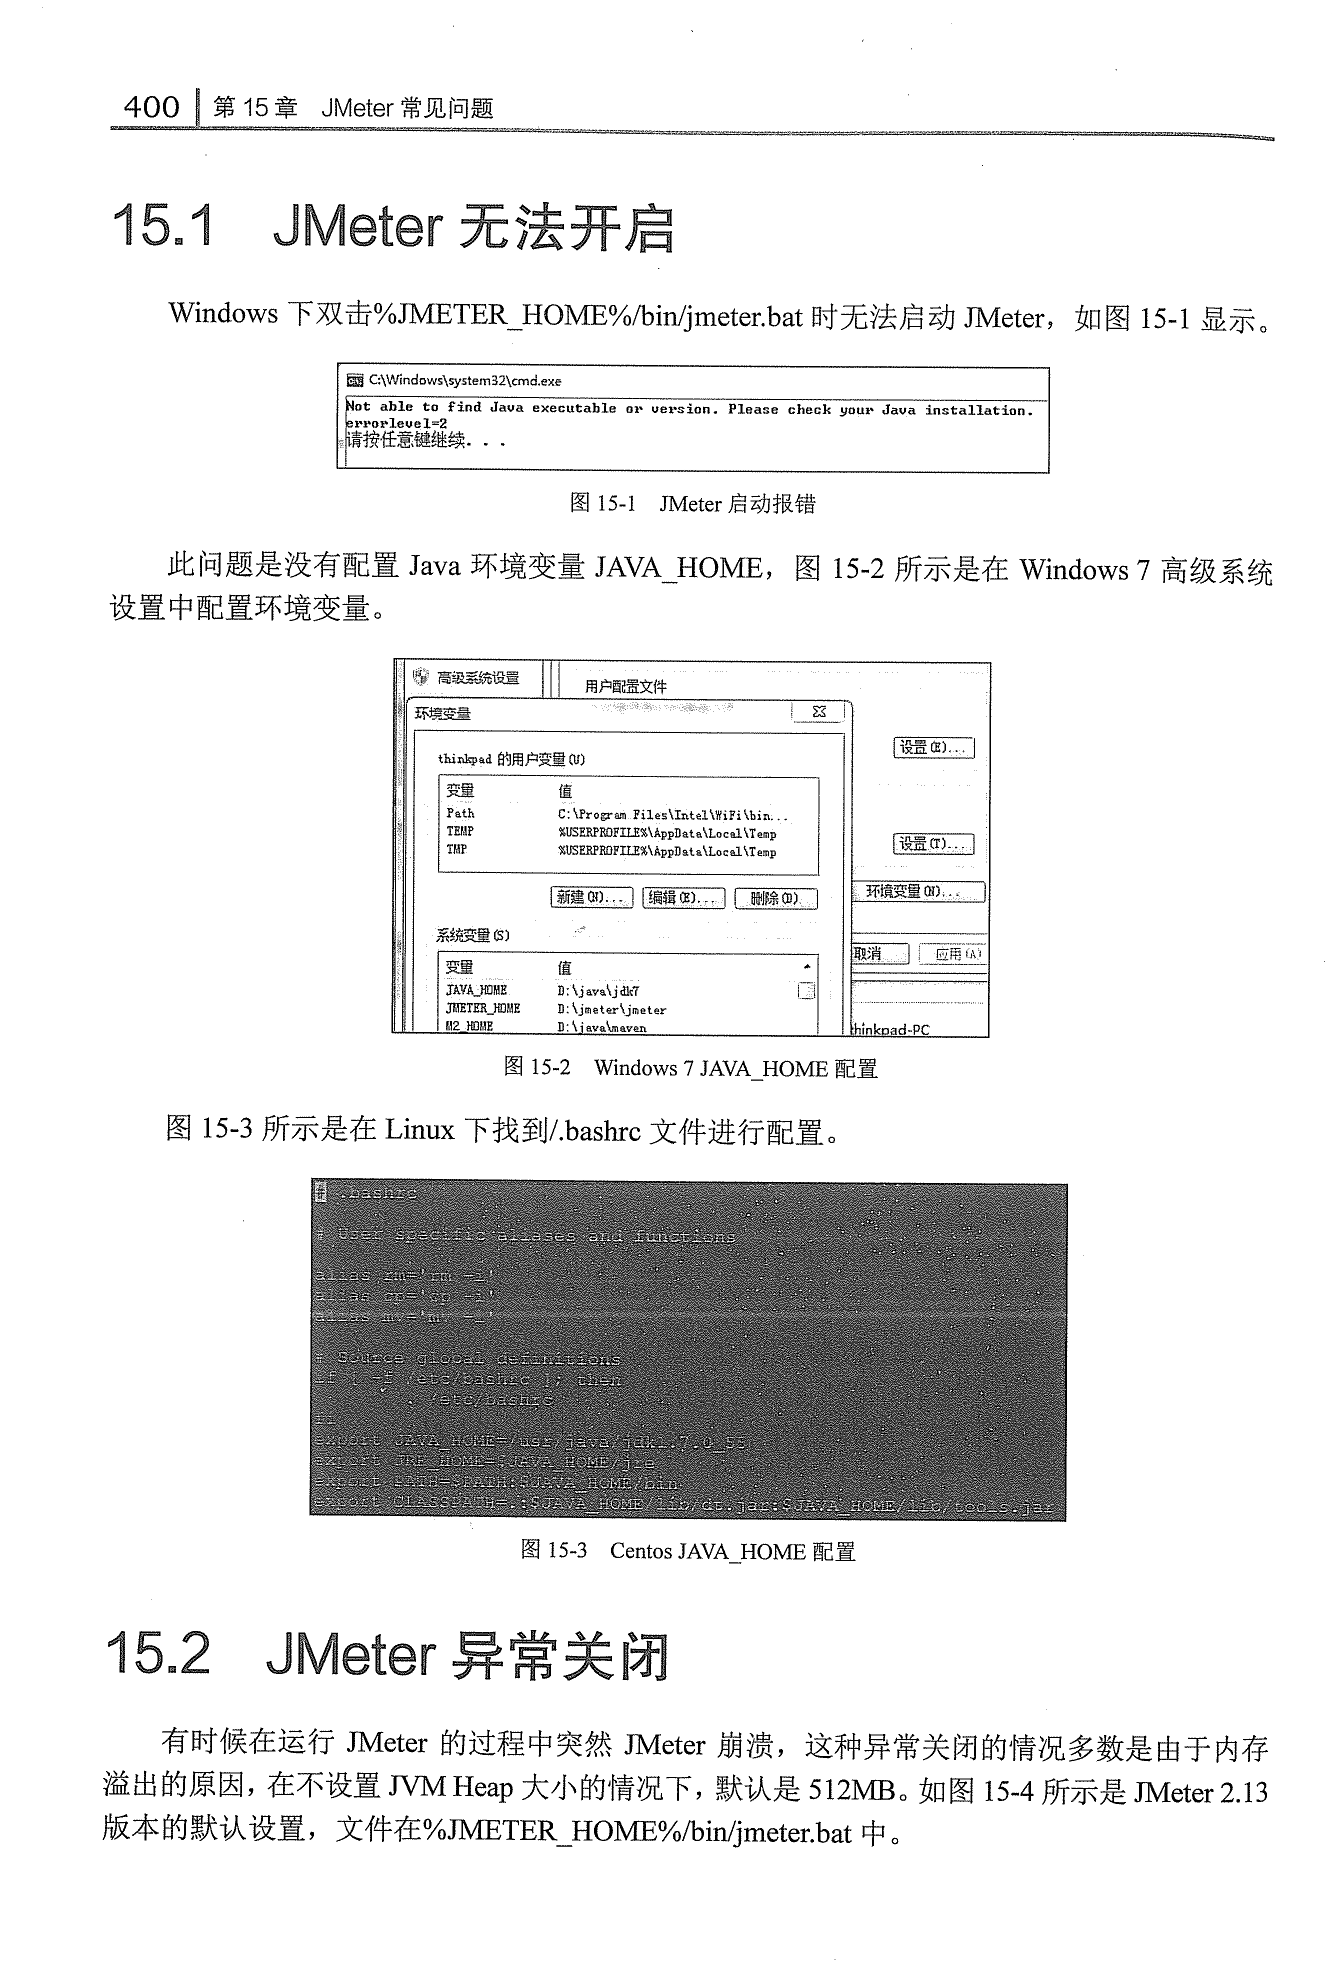 400 第 15 章 JMeter 常见问题
15.1 JMeter 无法开启
Windows 下双击%JMETER_HOME%/bin/jmeter.bat 时无法启动 JMeter，如图 15-1 显示。
C:\Windows\system32\cmd.exe
Not able to find Java executable or version. Please check your Java installation.
errorlevel=2
请按任意键继续. . .
图 15-1 JMeter 启动报错
此问题是没有配置 Java 环境变量 JAVA_HOME，图 15-2 所示是在 Windows 7 高级系统
设置中配置环境变量。
高级系统设置
用户配置文件
环境变量
设置(E)...
thinkpad 的用户变量(U)
变量 值
Path C:\Program Files\Intel\WiFi\bin...
TEMP %USERPROFILE%\AppData\Local\Temp
TMP %USERPROFILE%\AppData\Local\Temp
设置(T)...
新建(N)... 编辑(E)... 删除(D)
环境变量(N)...
系统变量(S)
取消 应用(A)
变量 值
JAVA_HOME D:\java\jdk7
JMETER_HOME D:\jmeter\jmeter
M2_HOME D:\java\maven
hinkpad-PC
图 15-2 Windows 7 JAVA_HOME 配置
图 15-3 所示是在 Linux 下找到/.bashrc 文件进行配置。
# .bashrc
# User specific aliases and functions
alias rm='rm -i'
alias cp='cp -i'
alias mv='mv -i'
# Source global definitions
if [ -f /etc/bashrc ]; then
. /etc/bashrc
fi
export JAVA_HOME=/usr/java/jdk1.7.0_55
export JRE_HOME=$JAVA_HOME/jre
export PATH=$PATH:$JAVA_HOME/bin
export CLASSPATH=.:$JAVA_HOME/lib/dt.jar:$JAVA_HOME/lib/tools.jar
图 15-3 Centos JAVA_HOME 配置
15.2 JMeter 异常关闭
有时候在运行 JMeter 的过程中突然 JMeter 崩溃，这种异常关闭的情况多数是由于内存
溢出的原因，在不设置 JVM Heap 大小的情况下，默认是 512MB。如图 15-4 所示是 JMeter 2.13
版本的默认设置，文件在%JMETER_HOME%/bin/jmeter.bat 中。